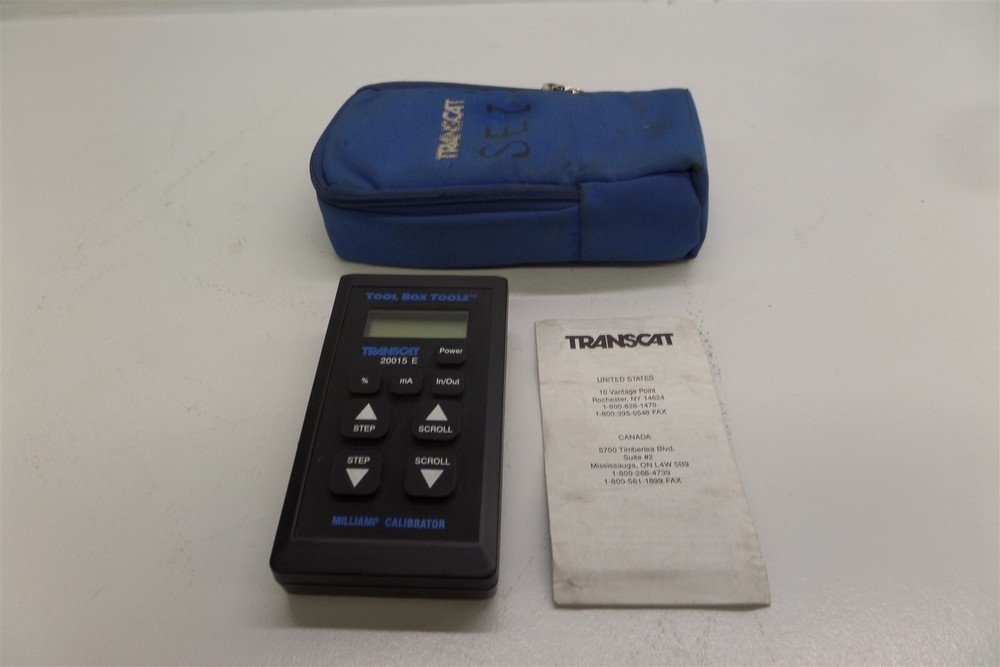 TRANSCAT
SEI
TOOL BOX TOOLS™
TRANSCAT
20015 E
Power
% mA In/Out
STEP SCROLL
STEP SCROLL
MILLIAMP CALIBRATOR
TRANSCAT
UNITED STATES
10 Vantage Point
Rochester, NY 14624
1-800-828-1470
1-800-395-0548 FAX
CANADA
5700 Timberlea Blvd.
Suite #2
Mississauga, ON L4W 5B9
1-800-268-4739
1-800-561-1899 FAX